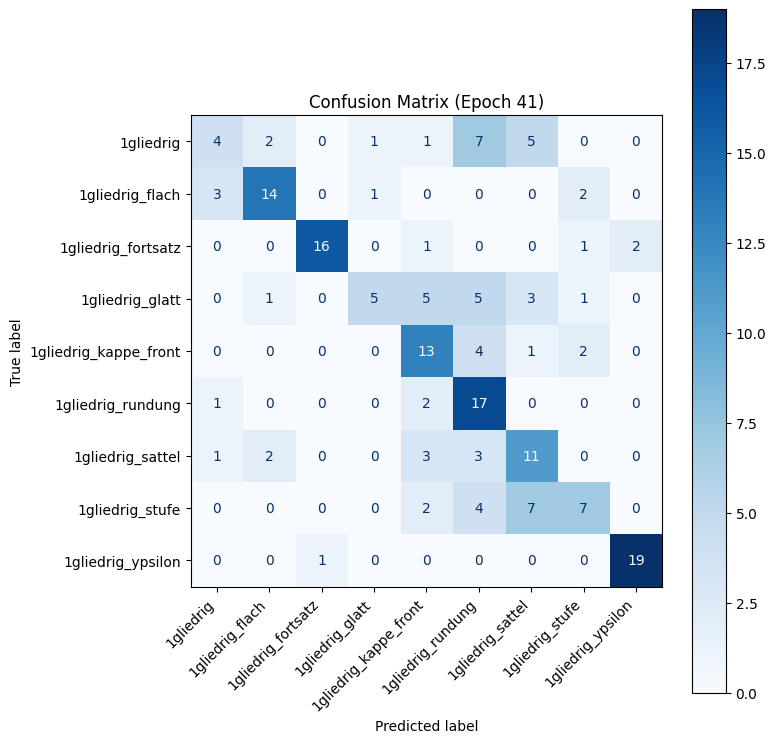 Confusion Matrix (Epoch 41)
True label
1gliedrig 4 2 0 1 1 7 5 0 0
1gliedrig_flach 3 14 0 1 0 0 0 2 0
1gliedrig_fortsatz 0 0 16 0 1 0 0 1 2
1gliedrig_glatt 0 1 0 5 5 5 3 1 0
1gliedrig_kappe_front 0 0 0 0 13 4 1 2 0
1gliedrig_rundung 1 0 0 0 2 17 0 0 0
1gliedrig_sattel 1 2 0 0 3 3 11 0 0
1gliedrig_stufe 0 0 0 0 2 4 7 7 0
1gliedrig_ypsilon 0 0 1 0 0 0 0 0 19
1gliedrig
1gliedrig_flach
1gliedrig_fortsatz
1gliedrig_glatt
1gliedrig_kappe_front
1gliedrig_rundung
1gliedrig_sattel
1gliedrig_stufe
1gliedrig_ypsilon
Predicted label
17.5
15.0
12.5
10.0
7.5
5.0
2.5
0.0